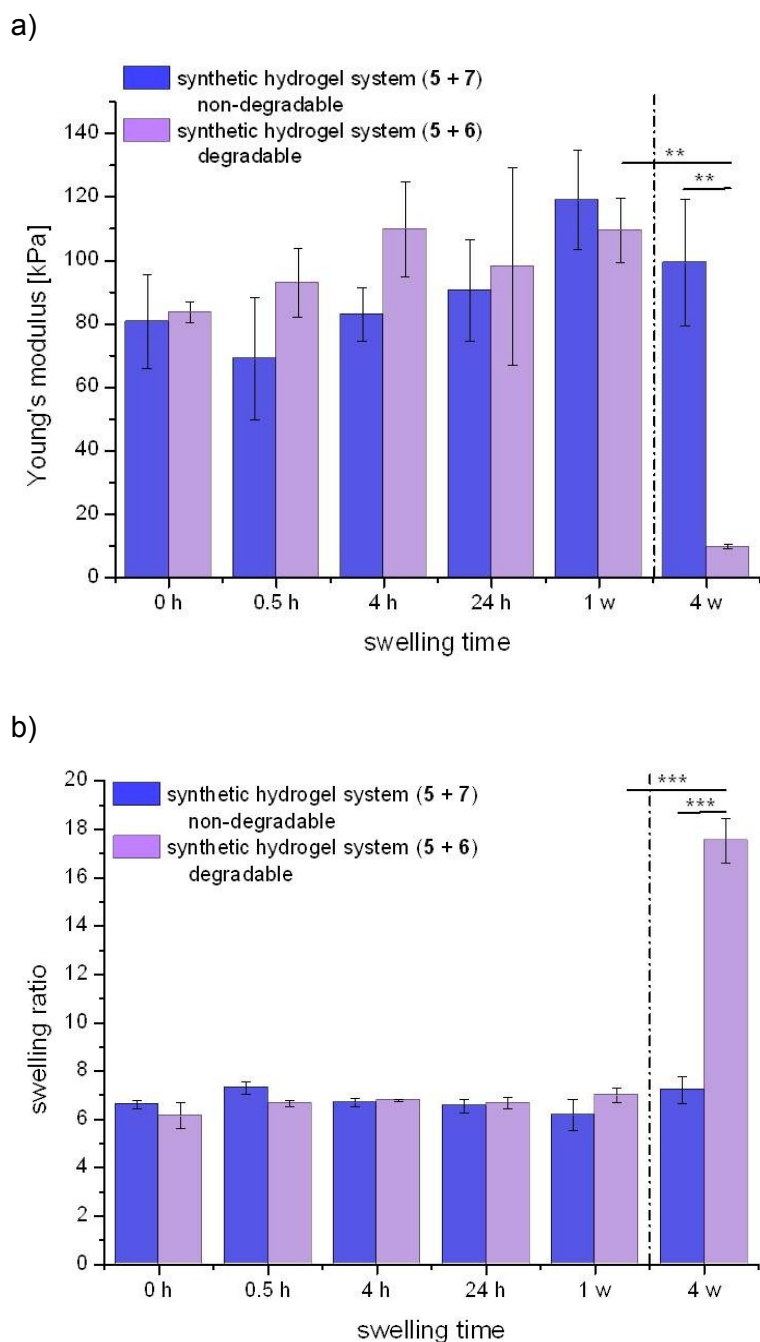 a)
synthetic hydrogel system (5 + 7)
non-degradable
synthetic hydrogel system (5 + 6)
degradable
140
120
100
80
60
40
20
0
Young's modulus [kPa]
**
**
0 h 0.5 h 4 h 24 h 1 w 4 w
swelling time
b)
synthetic hydrogel system (5 + 7)
non-degradable
synthetic hydrogel system (5 + 6)
degradable
20
18
16
14
12
10
8
6
4
2
0
swelling ratio
***
***
0 h 0.5 h 4 h 24 h 1 w 4 w
swelling time